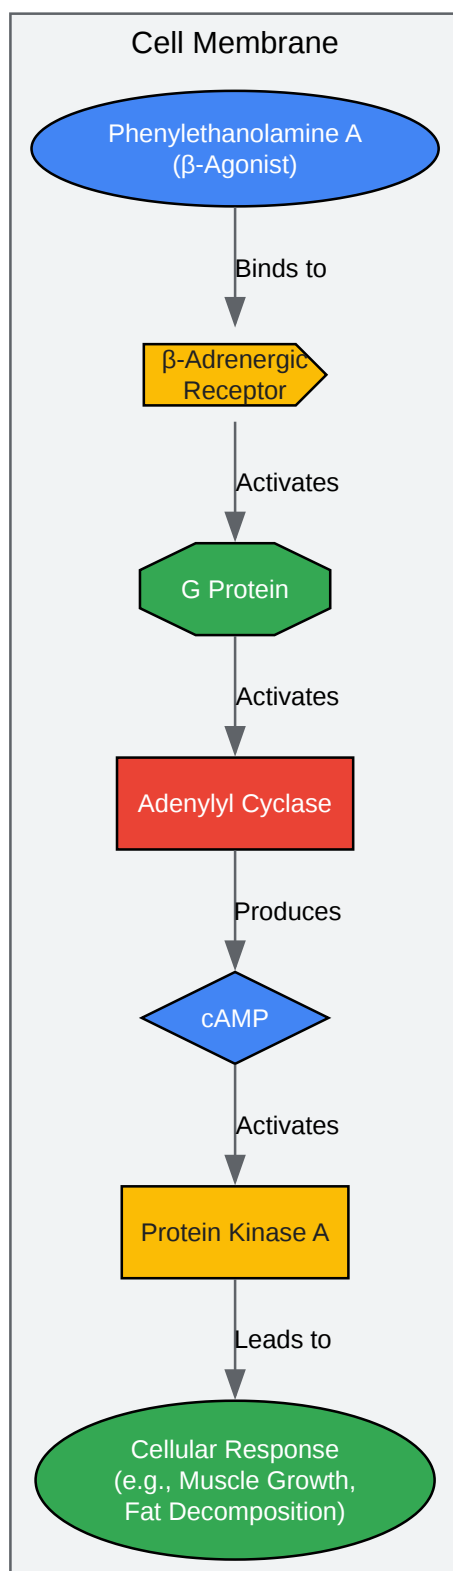 Cell Membrane
Phenylethanolamine A
(β-Agonist)
Binds to
β-Adrenergic
Receptor
Activates
G Protein
Activates
Adenylyl Cyclase
Produces
cAMP
Activates
Protein Kinase A
Leads to
Cellular Response
(e.g., Muscle Growth,
Fat Decomposition)